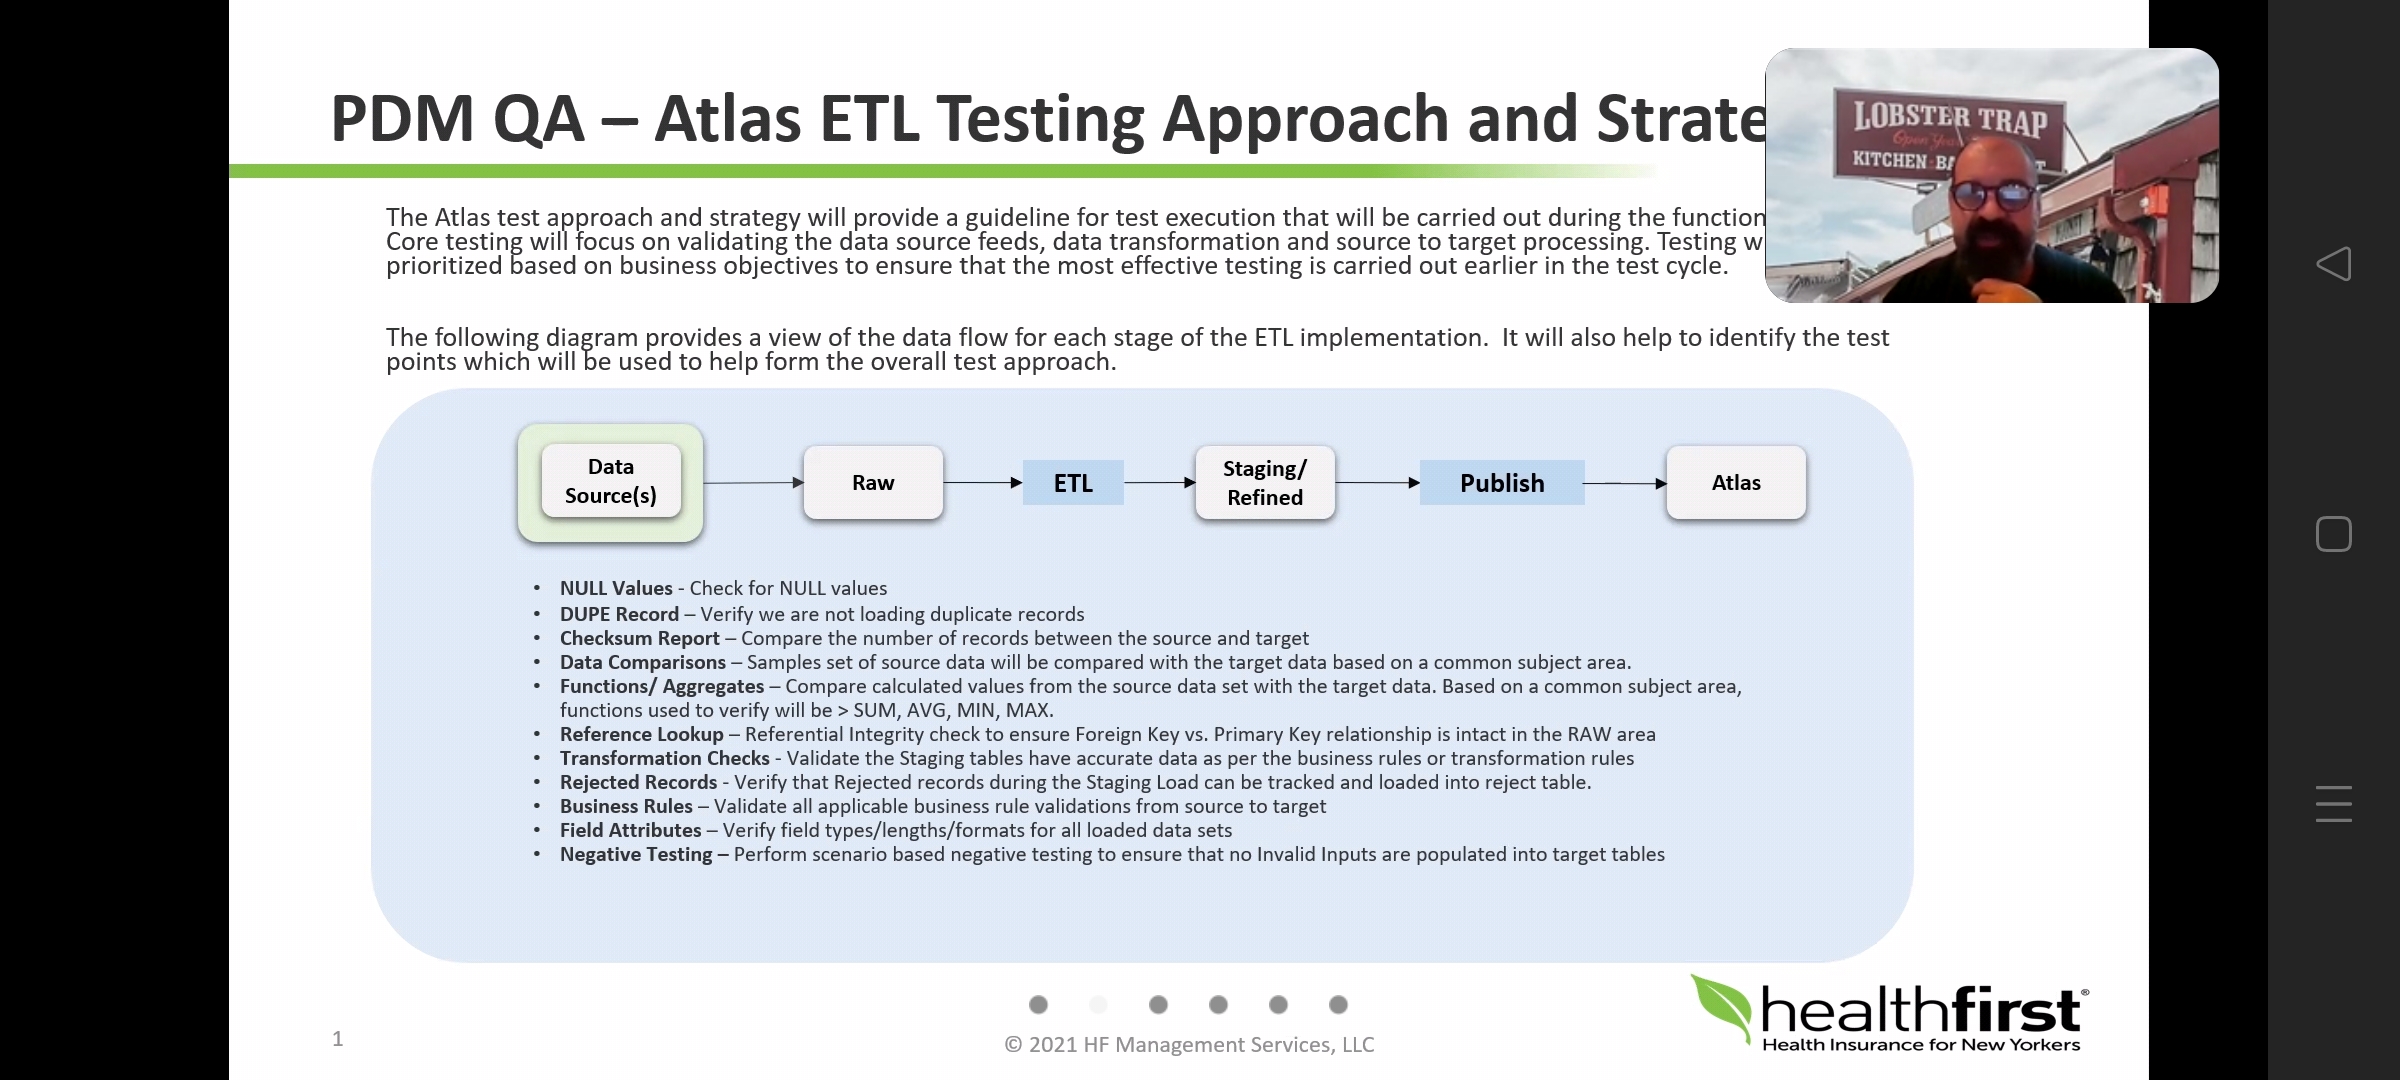 PDM QA – Atlas ETL Testing Approach and Strate
LOBSTER TRAP
KITCHEN
The Atlas test approach and strategy will provide a guideline for test execution that will be carried out during the function
Core testing will focus on validating the data source feeds, data transformation and source to target processing. Testing w
prioritized based on business objectives to ensure that the most effective testing is carried out earlier in the test cycle.
The following diagram provides a view of the data flow for each stage of the ETL implementation.  It will also help to identify the test
points which will be used to help form the overall test approach.
Data
Source(s)
Raw
ETL
Staging/
Refined
Publish
Atlas
• NULL Values - Check for NULL values
• DUPE Record – Verify we are not loading duplicate records
• Checksum Report – Compare the number of records between the source and target
• Data Comparisons – Samples set of source data will be compared with the target data based on a common subject area.
• Functions/ Aggregates – Compare calculated values from the source data set with the target data. Based on a common subject area,
functions used to verify will be > SUM, AVG, MIN, MAX.
• Reference Lookup – Referential Integrity check to ensure Foreign Key vs. Primary Key relationship is intact in the RAW area
• Transformation Checks - Validate the Staging tables have accurate data as per the business rules or transformation rules
• Rejected Records - Verify that Rejected records during the Staging Load can be tracked and loaded into reject table.
• Business Rules – Validate all applicable business rule validations from source to target
• Field Attributes – Verify field types/lengths/formats for all loaded data sets
• Negative Testing – Perform scenario based negative testing to ensure that no Invalid Inputs are populated into target tables
1
© 2021 HF Management Services, LLC
healthfirst®
Health Insurance for New Yorkers